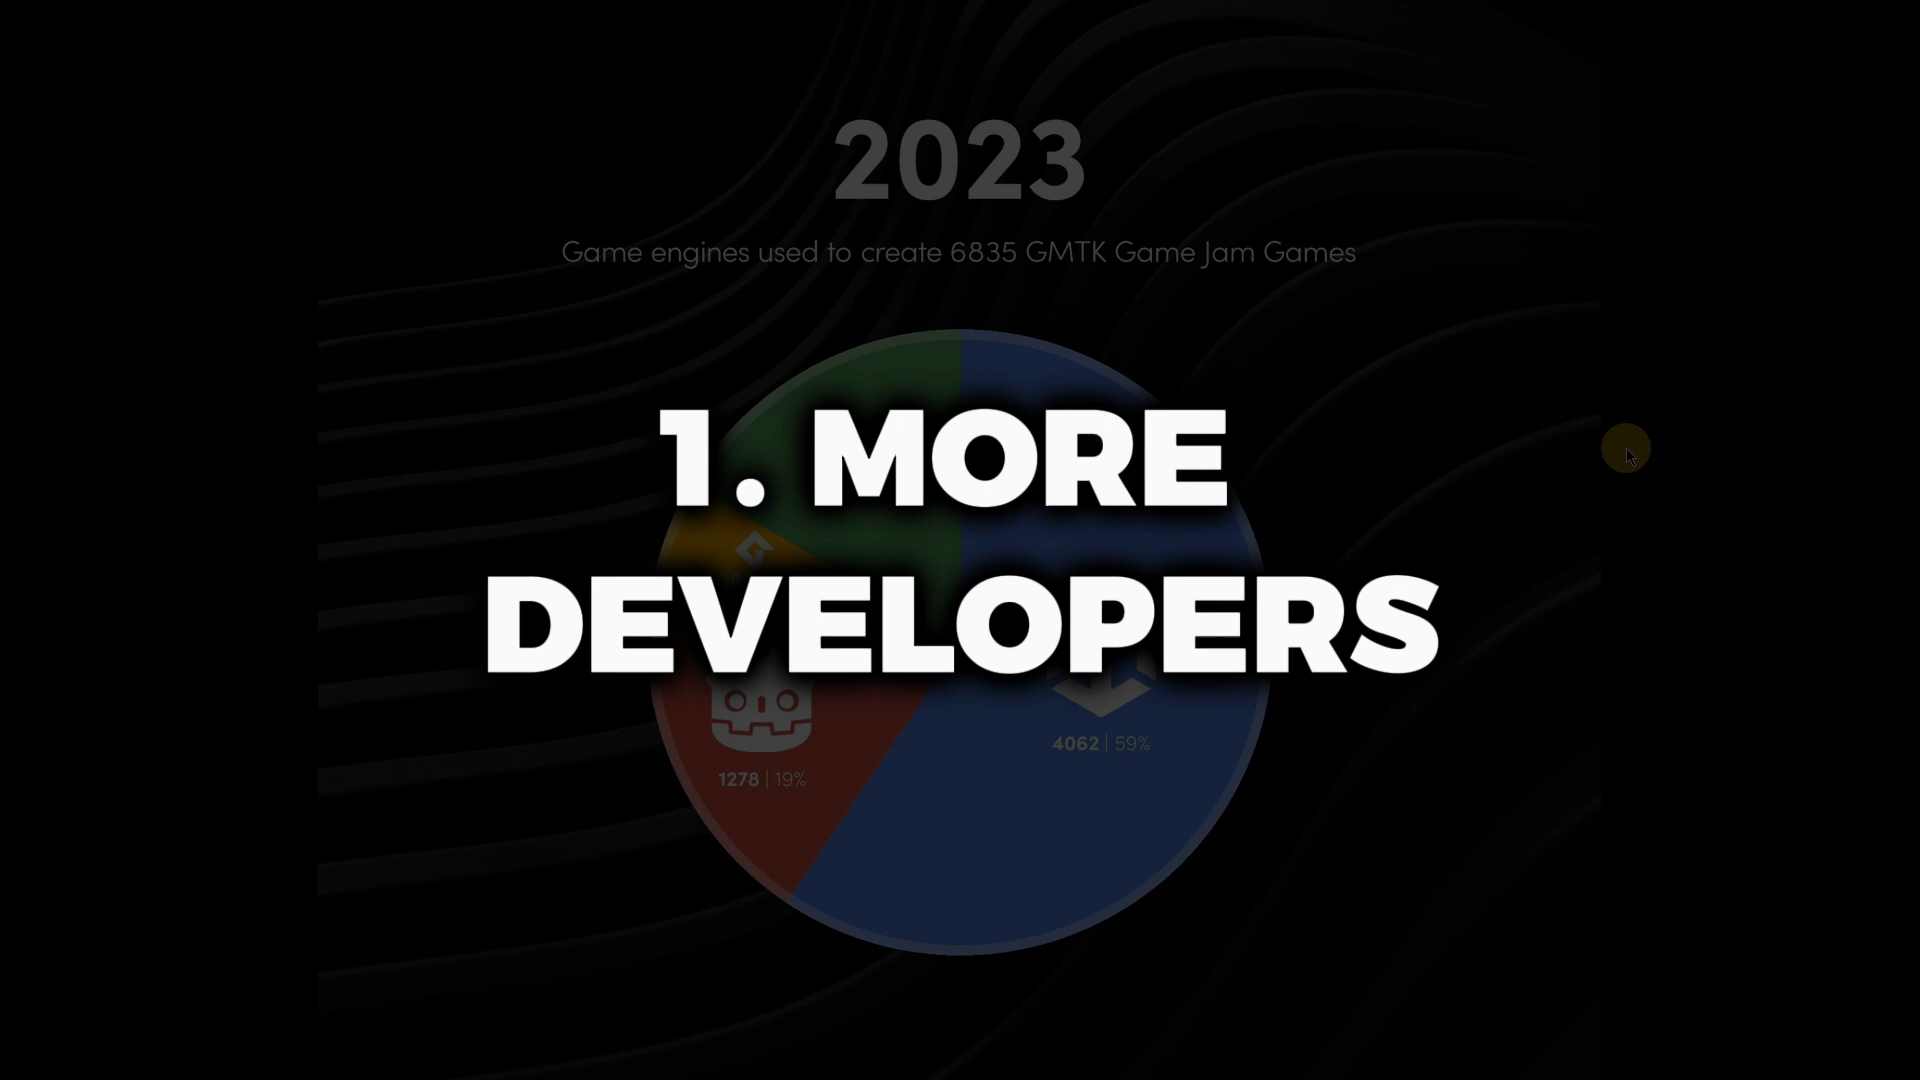 2023
Game engines used to create 6835 GMTK Game Jam Games
1. MORE
DEVELOPERS
4062 | 59%
1278 | 19%